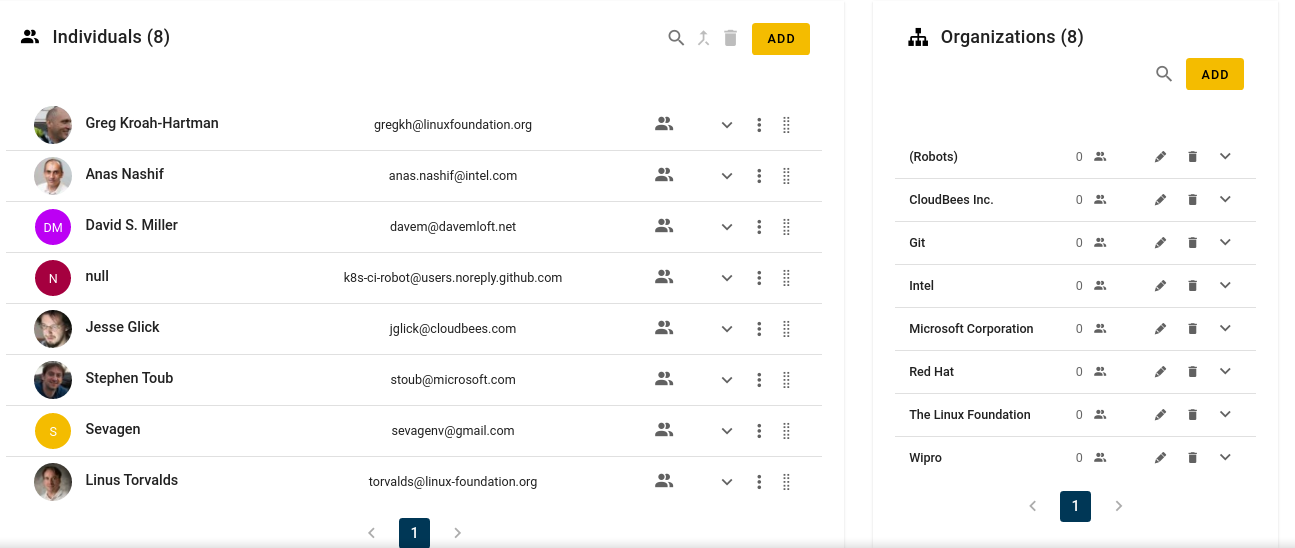 Individuals (8)
ADD
Greg Kroah-Hartman gregkh@linuxfoundation.org
Anas Nashif anas.nashif@intel.com
DM David S. Miller davem@davemloft.net
N null k8s-ci-robot@users.noreply.github.com
Jesse Glick jglick@cloudbees.com
Stephen Toub stoub@microsoft.com
S Sevagen sevagenv@gmail.com
Linus Torvalds torvalds@linux-foundation.org
1
Organizations (8)
ADD
(Robots) 0
CloudBees Inc. 0
Git 0
Intel 0
Microsoft Corporation 0
Red Hat 0
The Linux Foundation 0
Wipro 0
1